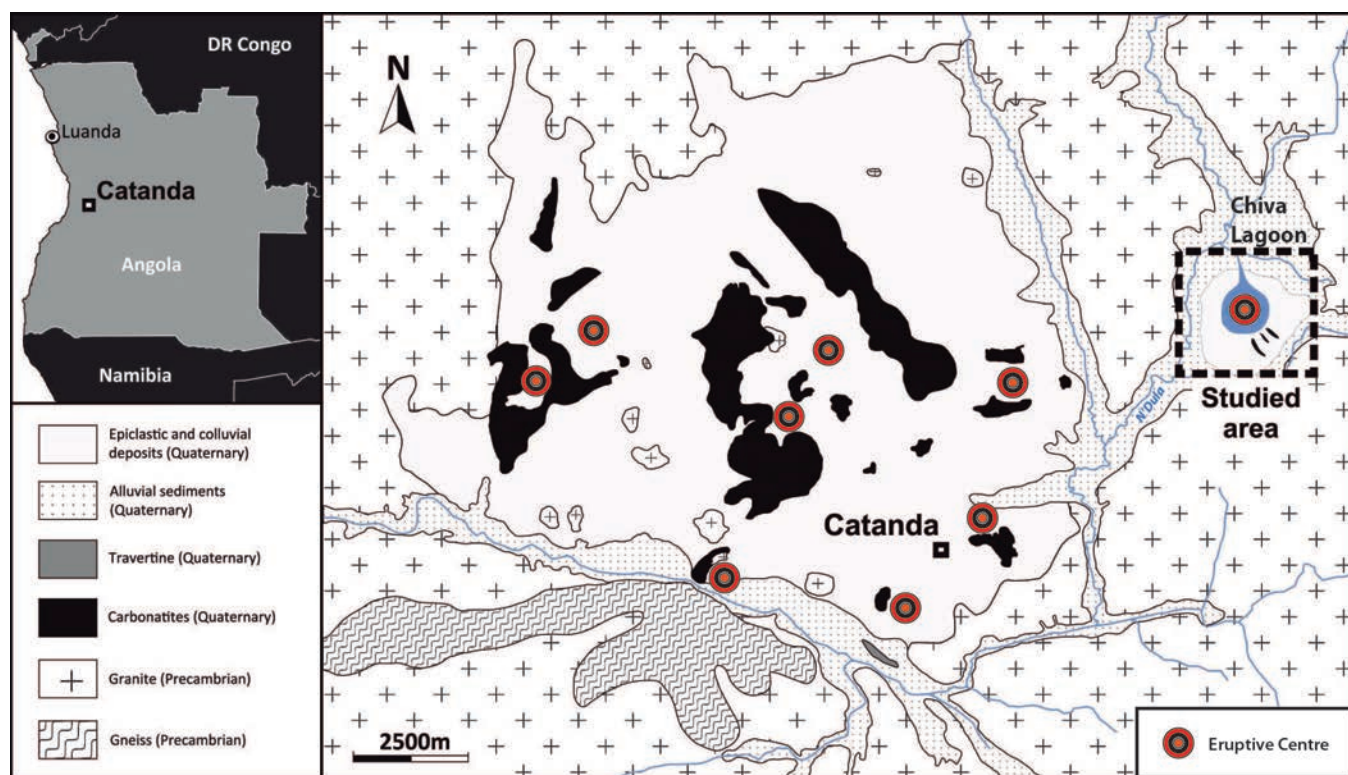 DR Congo
Luanda
Catanda
Angola
Namibia
Epiclastic and colluvial
deposits (Quaternary)
Alluvial sediments
(Quaternary)
Travertine (Quaternary)
Carbonatites (Quaternary)
Granite (Precambrian)
Gneiss (Precambrian)
N
Chiva
Lagoon
Studied
area
N'Dula
Catanda
2500m
Eruptive Centre